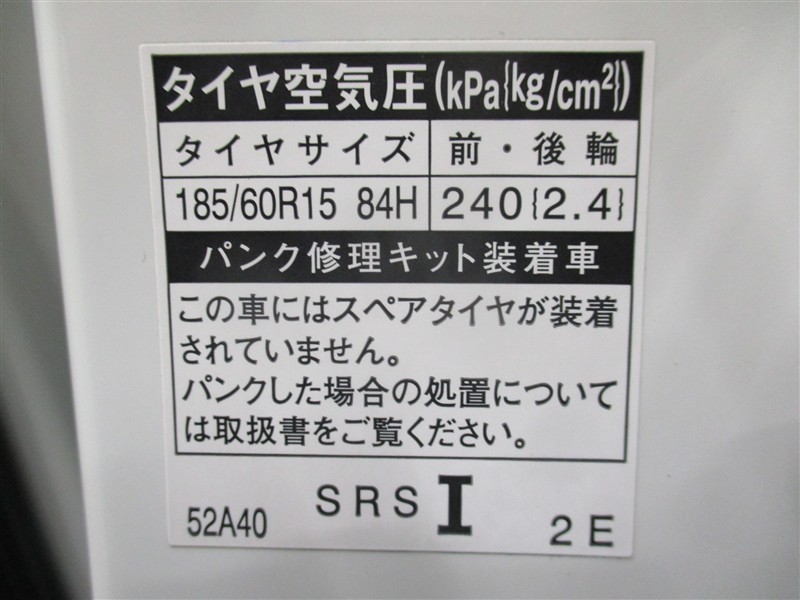 タイヤ空気圧(kPa{kg/cm²})
タイヤサイズ 前・後輪
185/60R15 84H 240{2.4}
パンク修理キット装着車
この車にはスペアタイヤが装着
されていません。
パンクした場合の処置について
は取扱書をご覧ください。
52A40 SRS I 2E